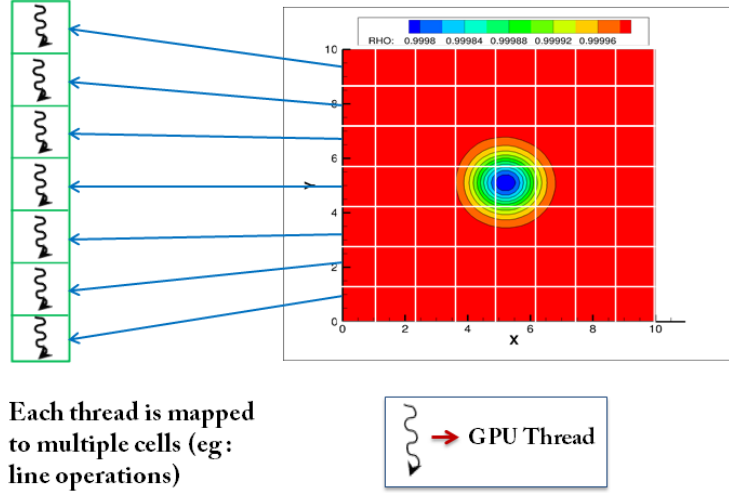 RHO: 0.9998 0.99984 0.99988 0.99992 0.99996
10
8
6
Y
4
2
0
0 2 4 6 8 10
X
Each thread is mapped
to multiple cells (eg:
line operations)
GPU Thread